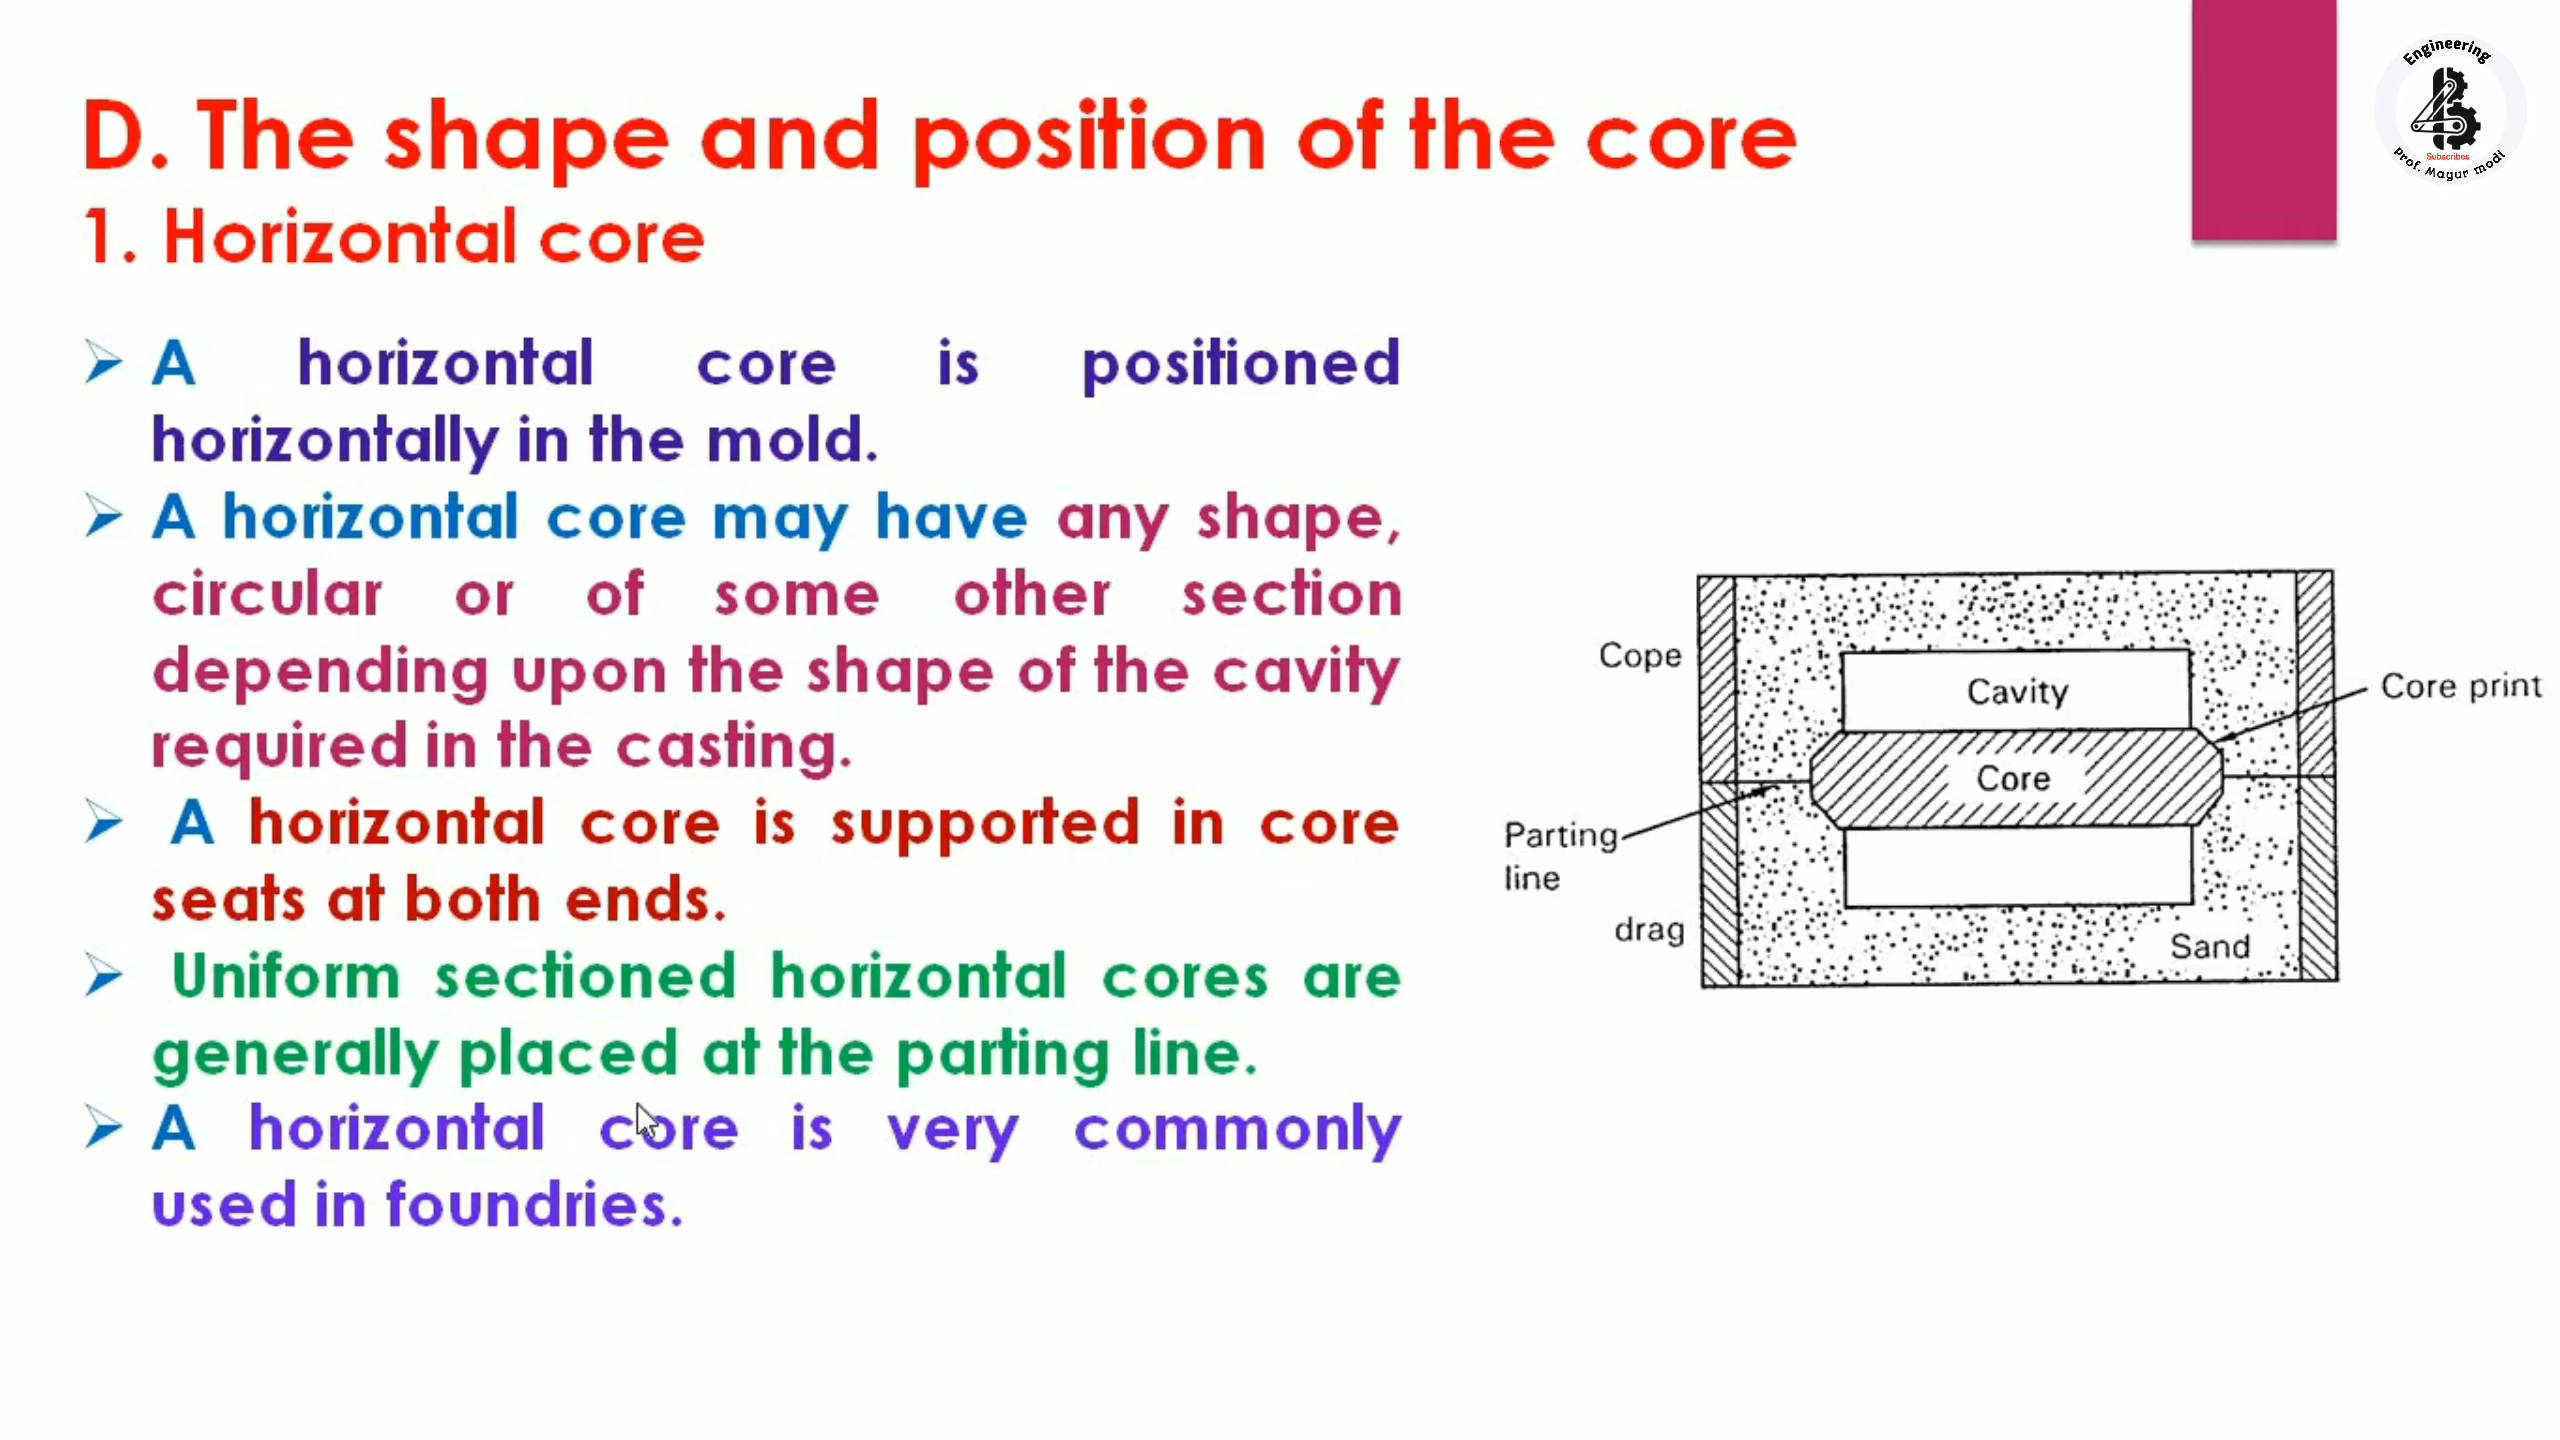 Engineering
Subscribes
Prof. Mayur modi
D. The shape and position of the core
1. Horizontal core
A horizontal core is positioned
horizontally in the mold.
A horizontal core may have any shape,
circular or of some other section
depending upon the shape of the cavity
required in the casting.
A horizontal core is supported in core
seats at both ends.
Uniform sectioned horizontal cores are
generally placed at the parting line.
A horizontal core is very commonly
used in foundries.
Cope
Cavity
Core print
Core
Parting
line
drag
Sand